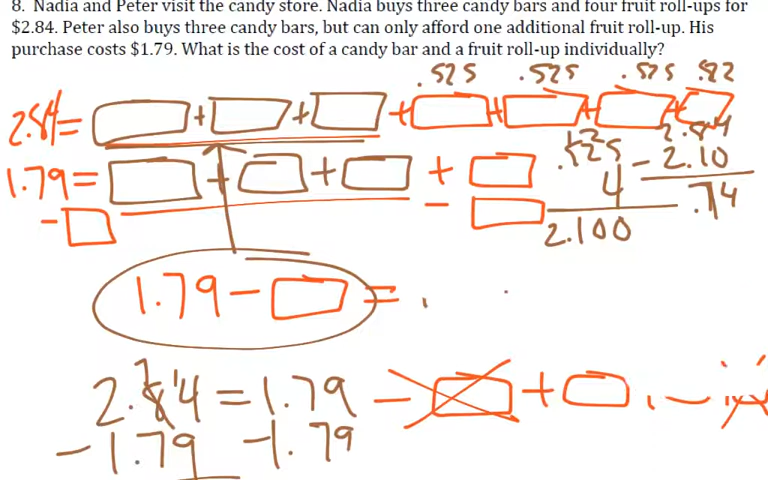 8. Nadia and Peter visit the candy store. Nadia buys three candy bars and four fruit roll-ups for
$2.84. Peter also buys three candy bars, but can only afford one additional fruit roll-up. His
purchase costs $1.79. What is the cost of a candy bar and a fruit roll-up individually?
.525 .525 .525
2.84= + + + + + +
1.79= + + +
- -
.525
4
2.100
2.84
- 2.10
.74
1.79 - =
2.84 = 1.79 - +
-1.79 -1.79